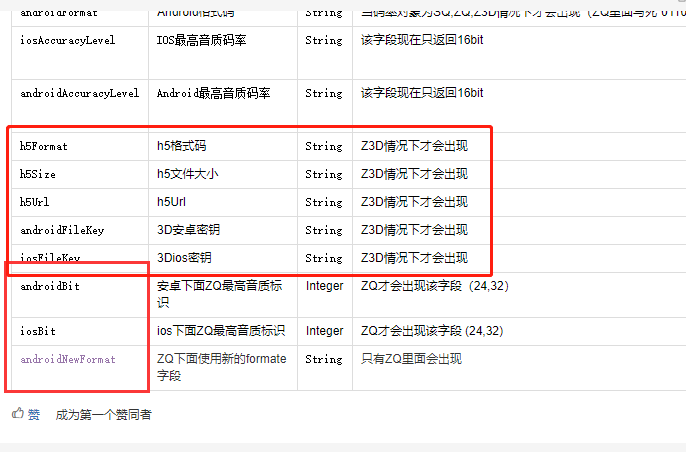 androidFormat Android格式码 String 当码率对象为SQ,ZQ,Z3D情况下才会出现（ZQ里面写死
iosAccuracyLevel IOS最高音质码率 String 该字段现在只返回16bit
androidAccuracyLevel Android最高音质码率 String 该字段现在只返回16bit
h5Format h5格式码 String Z3D情况下才会出现
h5Size h5文件大小 String Z3D情况下才会出现
h5Url h5Url String Z3D情况下才会出现
androidFileKey 3D安卓密钥 String Z3D情况下才会出现
iosFileKey 3Dios密钥 String Z3D情况下才会出现
androidBit 安卓下面ZQ最高音质标 Integer ZQ才会出现该字段（24,32）
识
iosBit ios下面ZQ最高音质标识 Integer ZQ才会出现该字段 (24,32）
androidNewFormat ZQ下面使用新的formate String 只有ZQ里面会出现
字段
赞 成为第一个赞同者